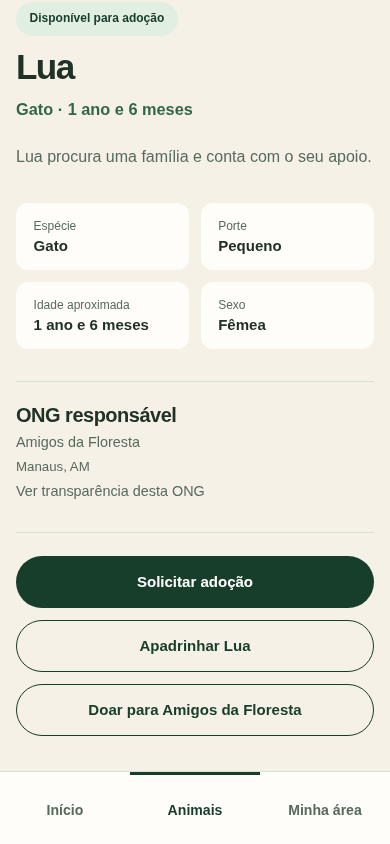 Disponível para adoção
Lua
Gato · 1 ano e 6 meses
Lua procura uma família e conta com o seu apoio.
Espécie
Gato
Porte
Pequeno
Idade aproximada
1 ano e 6 meses
Sexo
Fêmea
ONG responsável
Amigos da Floresta
Manaus, AM
Ver transparência desta ONG
Solicitar adoção
Apadrinhar Lua
Doar para Amigos da Floresta
Início
Animais
Minha área